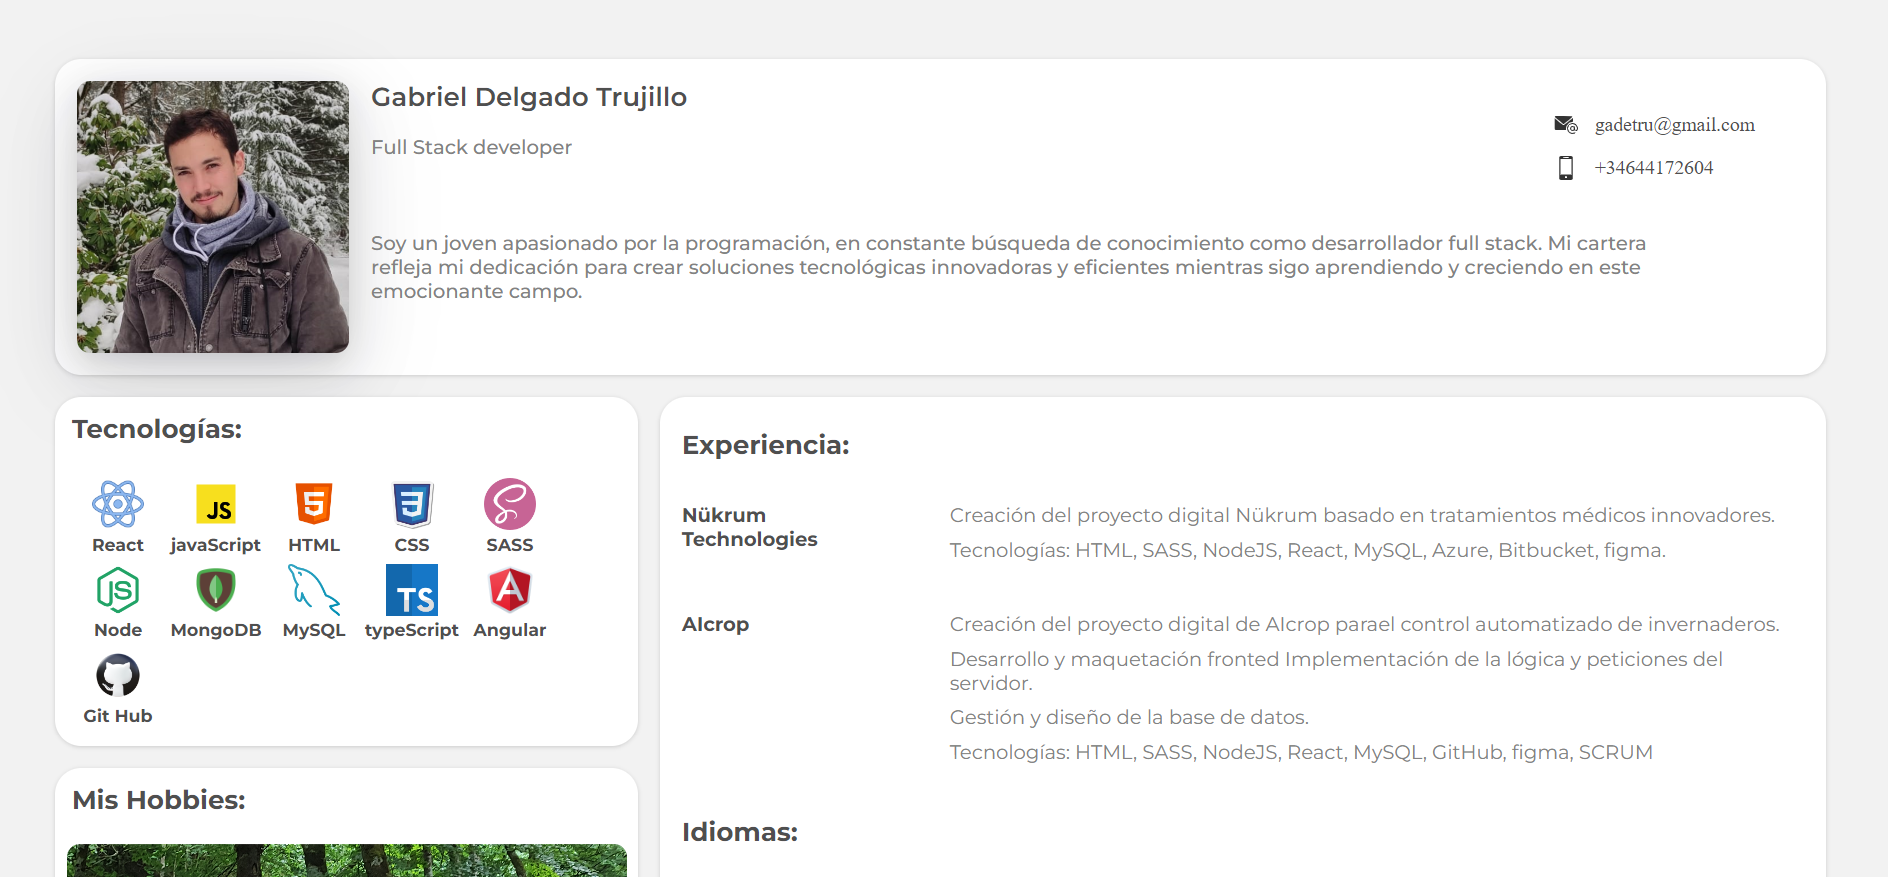 Gabriel Delgado Trujillo
Full Stack developer
gadetru@gmail.com
+34644172604
Soy un joven apasionado por la programación, en constante búsqueda de conocimiento como desarrollador full stack. Mi cartera
refleja mi dedicación para crear soluciones tecnológicas innovadoras y eficientes mientras sigo aprendiendo y creciendo en este
emocionante campo.
Tecnologías:
JS
5
3
React javaScript HTML CSS SASS
JS
TS
Node MongoDB MySQL typeScript Angular
Git Hub
Mis Hobbies:
Experiencia:
Nükrum
Technologies
Creación del proyecto digital Nükrum basado en tratamientos médicos innovadores.
Tecnologías: HTML, SASS, NodeJS, React, MySQL, Azure, Bitbucket, figma.
AIcrop
Creación del proyecto digital de AIcrop parael control automatizado de invernaderos.
Desarrollo y maquetación fronted Implementación de la lógica y peticiones del
servidor.
Gestión y diseño de la base de datos.
Tecnologías: HTML, SASS, NodeJS, React, MySQL, GitHub, figma, SCRUM
Idiomas: